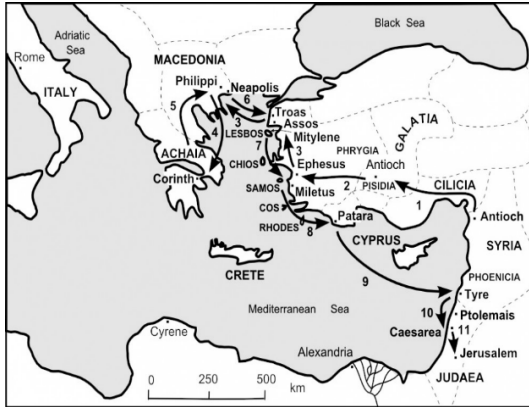 Black Sea
Adriatic
Sea
Rome
MACEDONIA
Philippi
Neapolis
ITALY
5
6
4
3
Troas
Assos
LESBOS
Mitylene
GALATIA
ACHAIA
7
3
PHRYGIA
CHIOS
Ephesus
Antioch
Corinth
2
PISIDIA
CILICIA
SAMOS
Miletus
1
COS
Patara
Antioch
RHODES
8
CYPRUS
SYRIA
CRETE
9
PHOENICIA
Tyre
Mediterranean Sea
10
Ptolemais
Cyrene
Caesarea
11
Alexandria
Jerusalem
JUDAEA
0 250 500
km